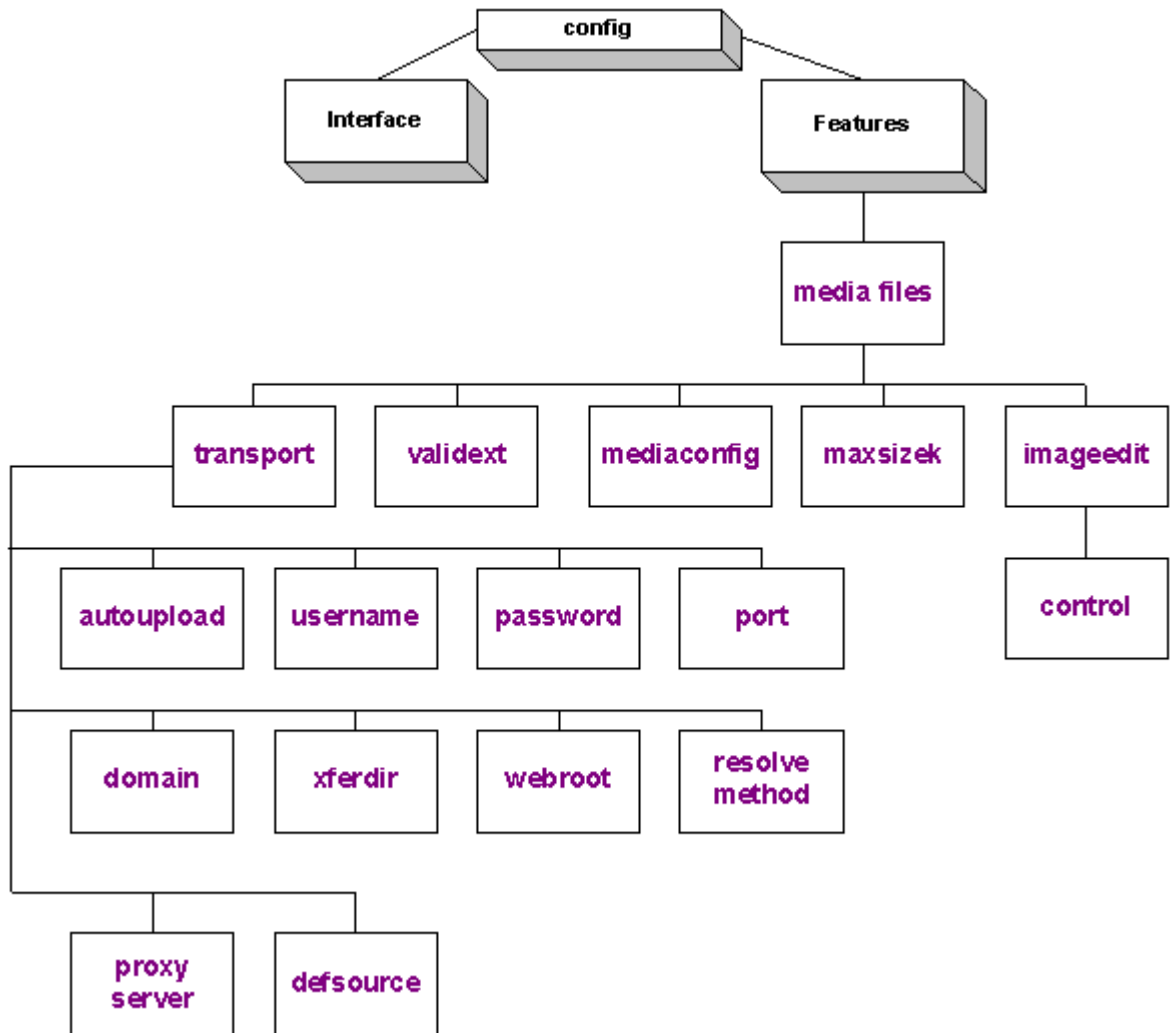 config
Interface
Features
media files
transport
validext
mediaconfig
maxsizek
imageedit
autoupload
username
password
port
control
domain
xferdir
webroot
resolve
method
proxy
server
defsource